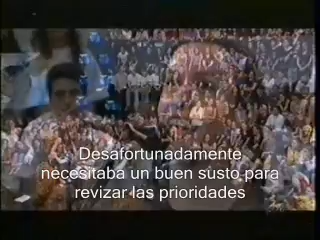 Desafortunadamente
necesitaba un buen susto para
revizar las prioridades